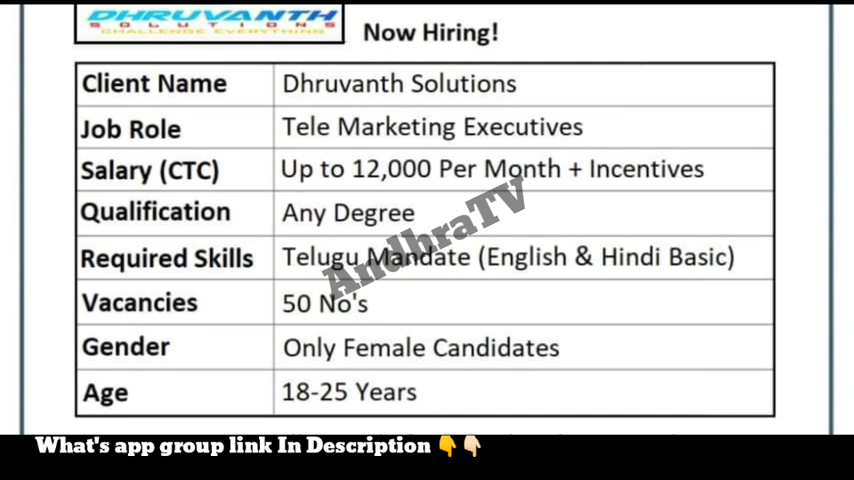 DHRUVANTH
SOLUTIONS
CHALLENGE EVERYTHING
Now Hiring!
Client Name Dhruvanth Solutions
Job Role Tele Marketing Executives
Salary (CTC) Up to 12,000 Per Month + Incentives
Qualification Any Degree
Required Skills Telugu Mandate (English & Hindi Basic)
Vacancies 50 No's
Gender Only Female Candidates
Age 18-25 Years
AndhraTV
What's app group link In Description 👇👇🏻